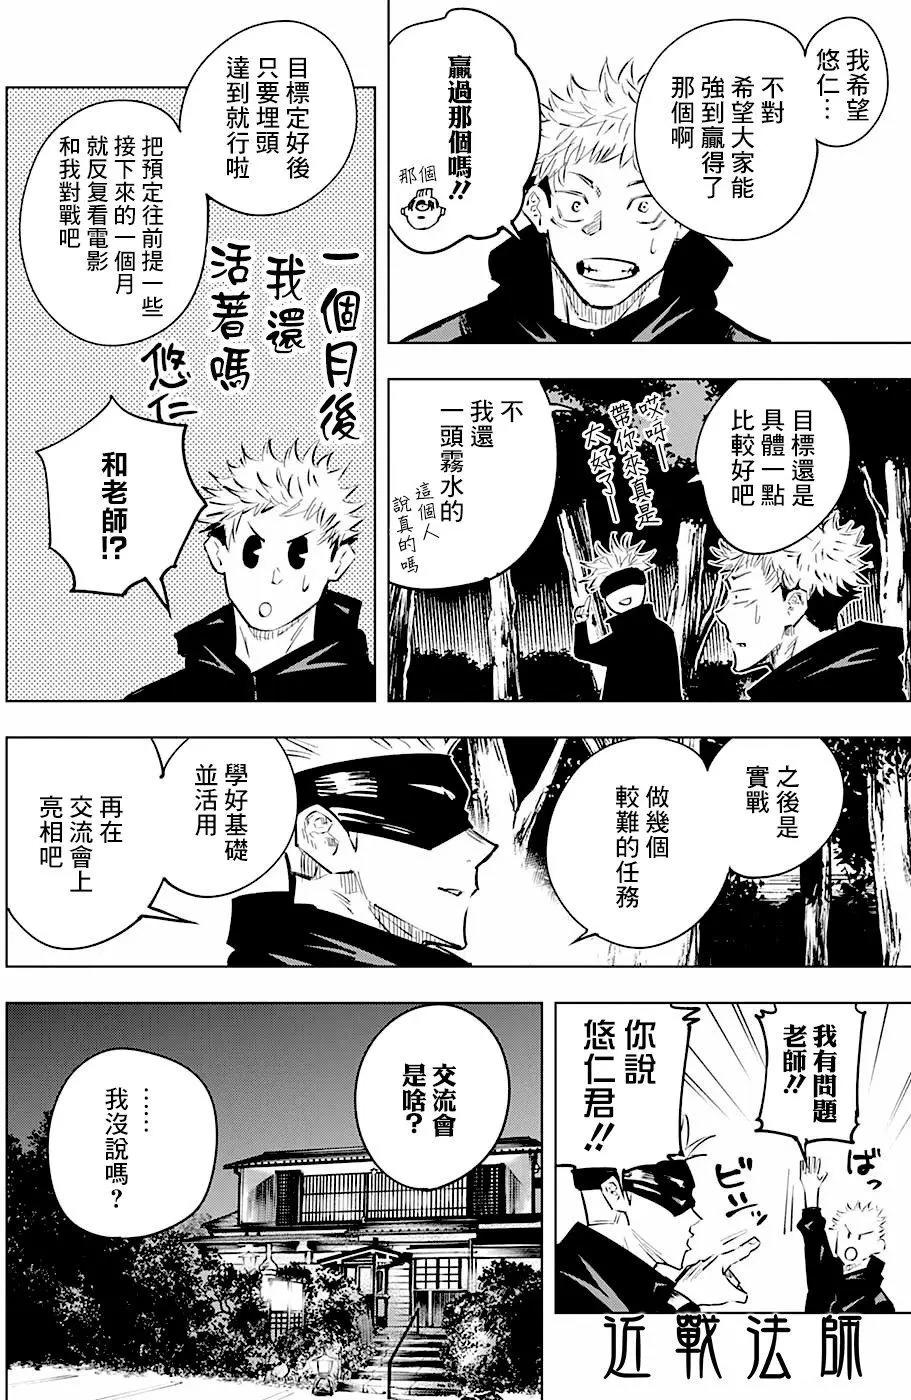 我希望
悠仁…
不對
希望大家能
強到贏得了
那個啊
贏過那個嗎!!
那個
目標還是
具體一點
比較好吧
哎呀—
帶你來真是
太好了—
不
我還
一頭霧水的
這個人
說真的嗎
目標定好後
只要埋頭
達到就行啦
把預定往前提一些
接下來的一個月
就反复看電影
和我對戰吧
一個月後
我還
活著嗎
悠仁
和老師!?
之後是
實戰
做幾個
較難的任務
學好基礎
並活用
再在
交流會上
亮相吧
我有問題
老師!!
ばっ
你說
悠仁君!!
ビッ
交流會
是啥?
……
我沒說嗎?
近戰法師